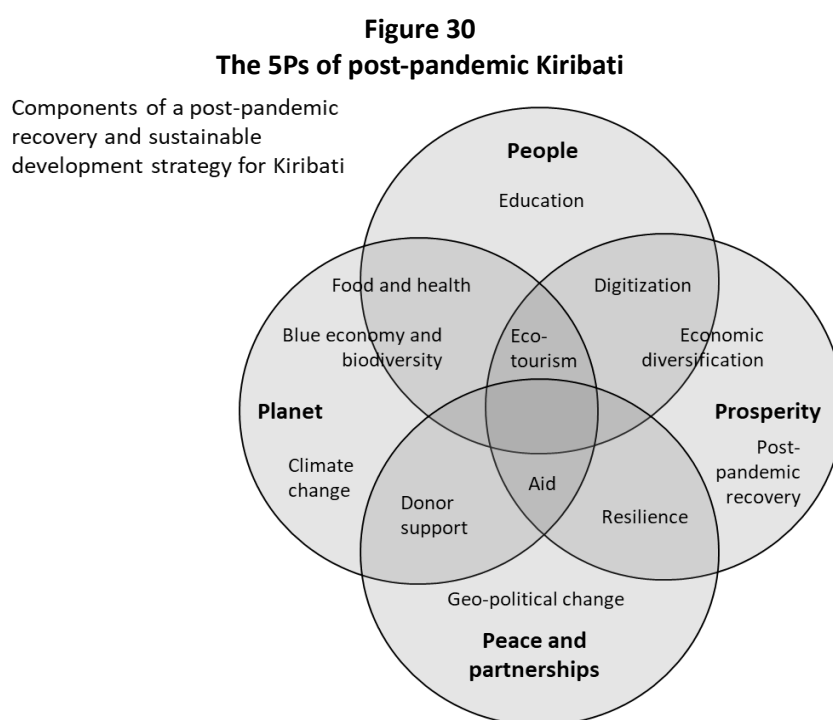 Figure 30
The 5Ps of post-pandemic Kiribati
Components of a post-pandemic
recovery and sustainable
development strategy for Kiribati
People
Education
Food and health
Digitization
Blue economy and
biodiversity
Eco-
tourism
Economic
diversification
Planet
Prosperity
Climate
change
Post-
pandemic
recovery
Donor
support
Aid
Resilience
Geo-political change
Peace and
partnerships